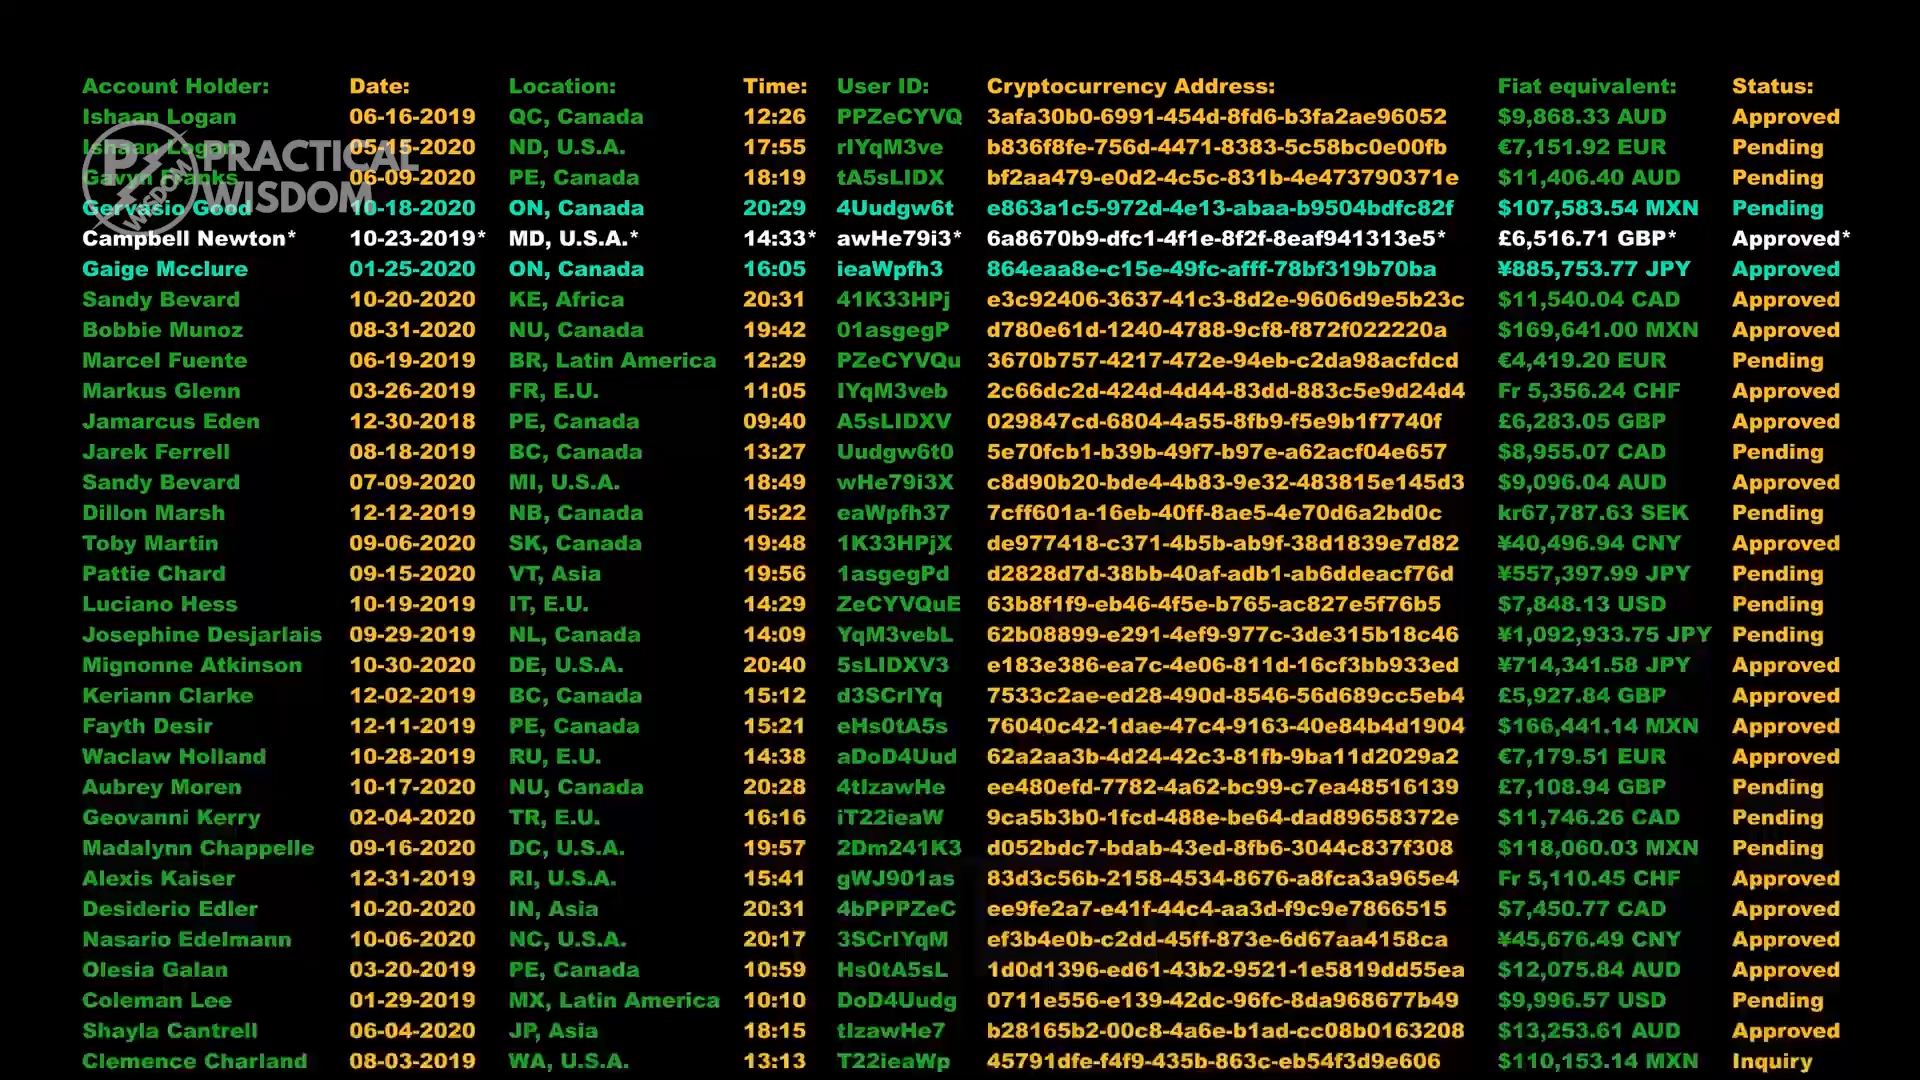 Account Holder: Date: Location: Time: User ID: Cryptocurrency Address: Fiat equivalent: Status:
Ishaan Logan 06-16-2019 QC, Canada 12:26 PPZeCYVQ 3afa30b0-6991-454d-8fd6-b3fa2ae96052 $9,868.33 AUD Approved
Ishaan Logan 05-15-2020 ND, U.S.A. 17:55 rIYqM3ve b836f8fe-756d-4471-8383-5c58bc0e00fb €7,151.92 EUR Pending
PRACTICAL
Gavyn Franks 06-09-2020 PE, Canada 18:19 tA5sLIDX bf2aa479-e0d2-4c5c-831b-4e473790371e $11,406.40 AUD Pending
WISDOM
WISDOM
Gervasio Good 10-18-2020 ON, Canada 20:29 4Uudgw6t e863a1c5-972d-4e13-abaa-b9504bdfc82f $107,583.54 MXN Pending
Campbell Newton* 10-23-2019* MD, U.S.A.* 14:33* awHe79i3* 6a8670b9-dfc1-4f1e-8f2f-8eaf941313e5* £6,516.71 GBP* Approved*
Gaige Mcclure 01-25-2020 ON, Canada 16:05 ieaWpfh3 864eaa8e-c15e-49fc-afff-78bf319b70ba ¥885,753.77 JPY Approved
Sandy Bevard 10-20-2020 KE, Africa 20:31 41K33HPj e3c92406-3637-41c3-8d2e-9606d9e5b23c $11,540.04 CAD Approved
Bobbie Munoz 08-31-2020 NU, Canada 19:42 01asgegP d780e61d-1240-4788-9cf8-f872f022220a $169,641.00 MXN Approved
Marcel Fuente 06-19-2019 BR, Latin America 12:29 PZeCYVQu 3670b757-4217-472e-94eb-c2da98acfdcd €4,419.20 EUR Pending
Markus Glenn 03-26-2019 FR, E.U. 11:05 IYqM3veb 2c66dc2d-424d-4d44-83dd-883c5e9d24d4 Fr 5,356.24 CHF Approved
Jamarcus Eden 12-30-2018 PE, Canada 09:40 A5sLIDXV 029847cd-6804-4a55-8fb9-f5e9b1f7740f £6,283.05 GBP Approved
Jarek Ferrell 08-18-2019 BC, Canada 13:27 Uudgw6t0 5e70fcb1-b39b-49f7-b97e-a62acf04e657 $8,955.07 CAD Pending
Sandy Bevard 07-09-2020 MI, U.S.A. 18:49 wHe79i3X c8d90b20-bde4-4b83-9e32-483815e145d3 $9,096.04 AUD Approved
Dillon Marsh 12-12-2019 NB, Canada 15:22 eaWpfh37 7cff601a-16eb-40ff-8ae5-4e70d6a2bd0c kr67,787.63 SEK Pending
Toby Martin 09-06-2020 SK, Canada 19:48 1K33HPjX de977418-c371-4b5b-ab9f-38d1839e7d82 ¥40,496.94 CNY Approved
Pattie Chard 09-15-2020 VT, Asia 19:56 1asgegPd d2828d7d-38bb-40af-adb1-ab6ddeacf76d ¥557,397.99 JPY Pending
Luciano Hess 10-19-2019 IT, E.U. 14:29 ZeCYVQuE 63b8f1f9-eb46-4f5e-b765-ac827e5f76b5 $7,848.13 USD Pending
Josephine Desjarlais 09-29-2019 NL, Canada 14:09 YqM3vebL 62b08899-e291-4ef9-977c-3de315b18c46 ¥1,092,933.75 JPY Pending
Mignonne Atkinson 10-30-2020 DE, U.S.A. 20:40 5sLIDXV3 e183e386-ea7c-4e06-811d-16cf3bb933ed ¥714,341.58 JPY Approved
Keriann Clarke 12-02-2019 BC, Canada 15:12 d3SCrIYq 7533c2ae-ed28-490d-8546-56d689cc5eb4 £5,927.84 GBP Approved
Fayth Desir 12-11-2019 PE, Canada 15:21 eHs0tA5s 76040c42-1dae-47c4-9163-40e84b4d1904 $166,441.14 MXN Approved
Waclaw Holland 10-28-2019 RU, E.U. 14:38 aDoD4Uud 62a2aa3b-4d24-42c3-81fb-9ba11d2029a2 €7,179.51 EUR Approved
Aubrey Moren 10-17-2020 NU, Canada 20:28 4tIzawHe ee480efd-7782-4a62-bc99-c7ea48516139 £7,108.94 GBP Pending
Geovanni Kerry 02-04-2020 TR, E.U. 16:16 iT22ieaW 9ca5b3b0-1fcd-488e-be64-dad89658372e $11,746.26 CAD Pending
Madalynn Chappelle 09-16-2020 DC, U.S.A. 19:57 2Dm241K3 d052bdc7-bdab-43ed-8fb6-3044c837f308 $118,060.03 MXN Pending
Alexis Kaiser 12-31-2019 RI, U.S.A. 15:41 gWJ901as 83d3c56b-2158-4534-8676-a8fca3a965e4 Fr 5,110.45 CHF Approved
Desiderio Edler 10-20-2020 IN, Asia 20:31 4bPPPZeC ee9fe2a7-e41f-44c4-aa3d-f9c9e7866515 $7,450.77 CAD Approved
Nasario Edelmann 10-06-2020 NC, U.S.A. 20:17 3SCrIYqM ef3b4e0b-c2dd-45ff-873e-6d67aa4158ca ¥45,676.49 CNY Approved
Olesia Galan 03-20-2019 PE, Canada 10:59 Hs0tA5sL 1d0d1396-ed61-43b2-9521-1e5819dd55ea $12,075.84 AUD Approved
Coleman Lee 01-29-2019 MX, Latin America 10:10 DoD4Uudg 0711e556-e139-42dc-96fc-8da968677b49 $9,996.57 USD Pending
Shayla Cantrell 06-04-2020 JP, Asia 18:15 tIzawHe7 b28165b2-00c8-4a6e-b1ad-cc08b0163208 $13,253.61 AUD Approved
Clemence Charland 08-03-2019 WA, U.S.A. 13:13 T22ieaWp 45791dfe-f4f9-435b-863c-eb54f3d9e606 $110,153.14 MXN Inquiry